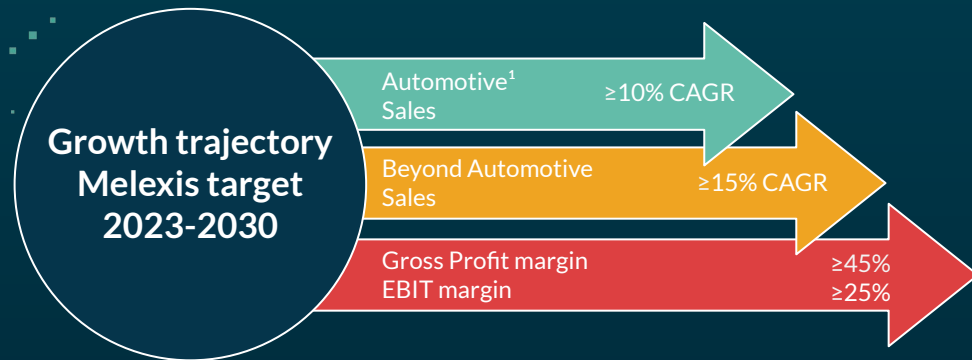 Growth trajectory
Melexis target
2023-2030
Automotive¹
Sales
≥10% CAGR
Beyond Automotive
Sales
≥15% CAGR
Gross Profit margin ≥45%
EBIT margin ≥25%